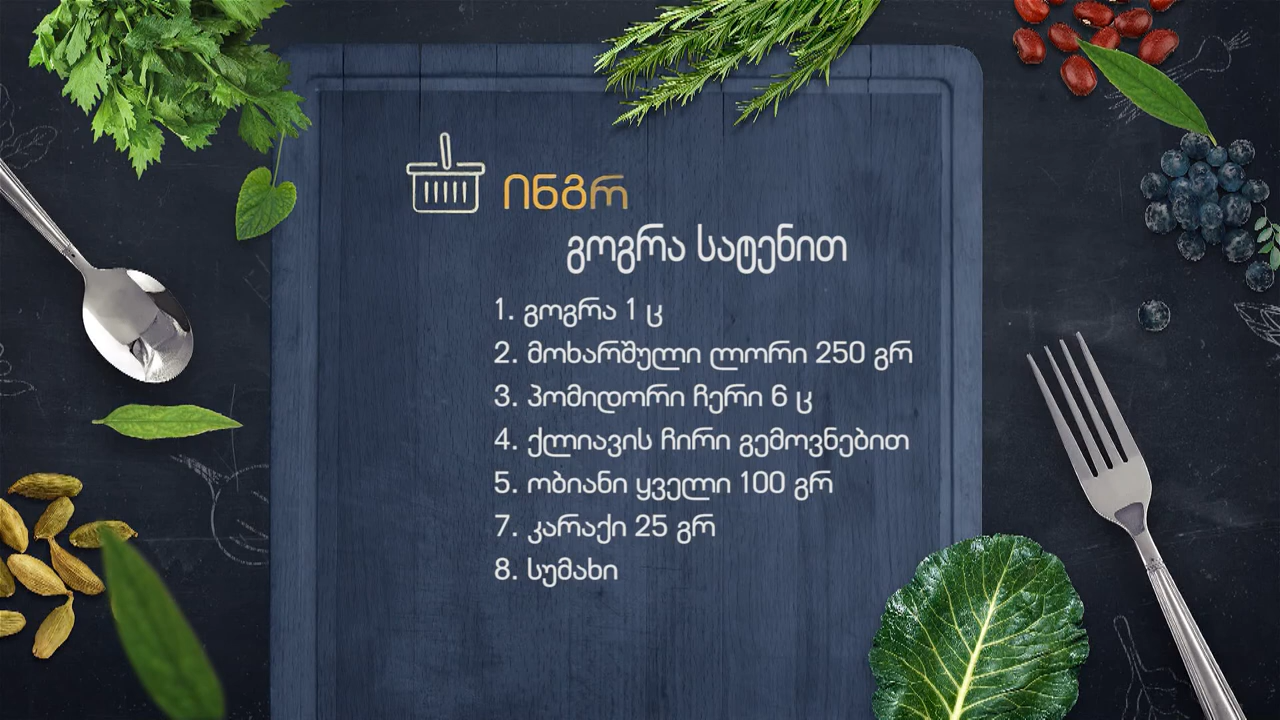 ინგრ
გოგრა სატენით
1. გოგრა 1 ც
2. მოხარშული ლორი 250 გრ
3. პომიდორი ჩერი 6 ც
4. ქლიავის ჩირი გემოვნებით
5. ობიანი ყველი 100 გრ
7. კარაქი 25 გრ
8. სუმახი